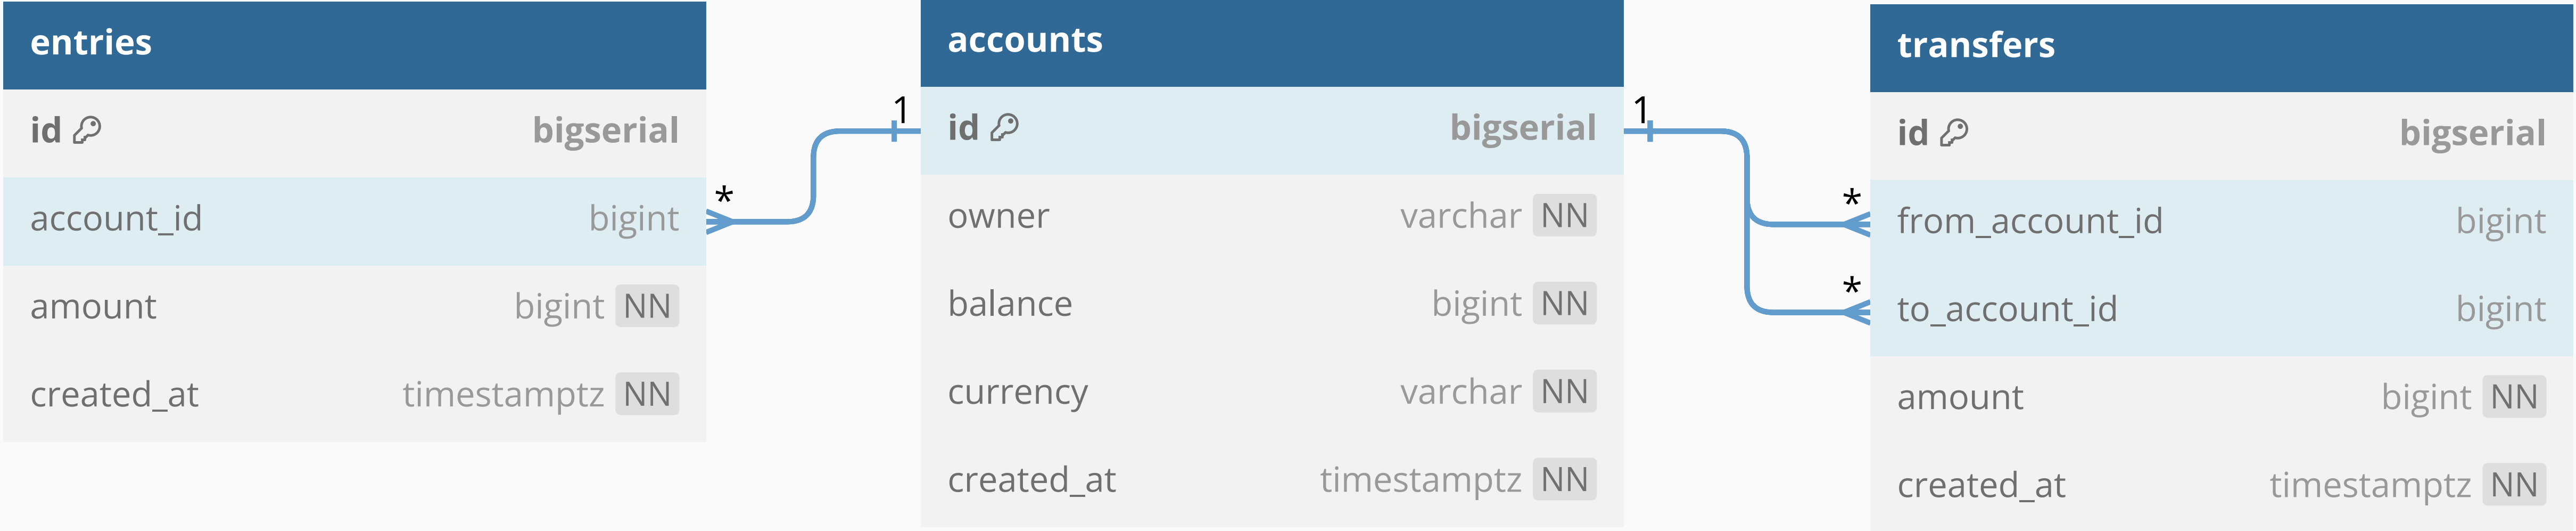 entries
id bigserial
account_id bigint
amount bigint NN
created_at timestamptz NN
1
*
accounts
id bigserial
owner varchar NN
balance bigint NN
currency varchar NN
created_at timestamptz NN
1
*
*
transfers
id bigserial
from_account_id bigint
to_account_id bigint
amount bigint NN
created_at timestamptz NN